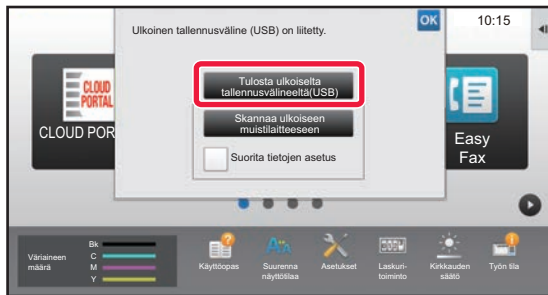 Ulkoinen tallennusväline (USB) on liitetty.
OK
10:15
Tulosta ulkoiselta
tallennusvälineeltä(USB)
Skannaa ulkoiseen
muistilaitteeseen
Suorita tietojen asetus
CLOUD
PORTAL
CLOUD POR
Easy
Fax
Väriaineen
määrä
Bk
C
M
Y
Käyttöopas
Suurenna
näyttötilaa
Asetukset
Laskuri-
toiminto
Kirkkauden
säätö
Työn tila